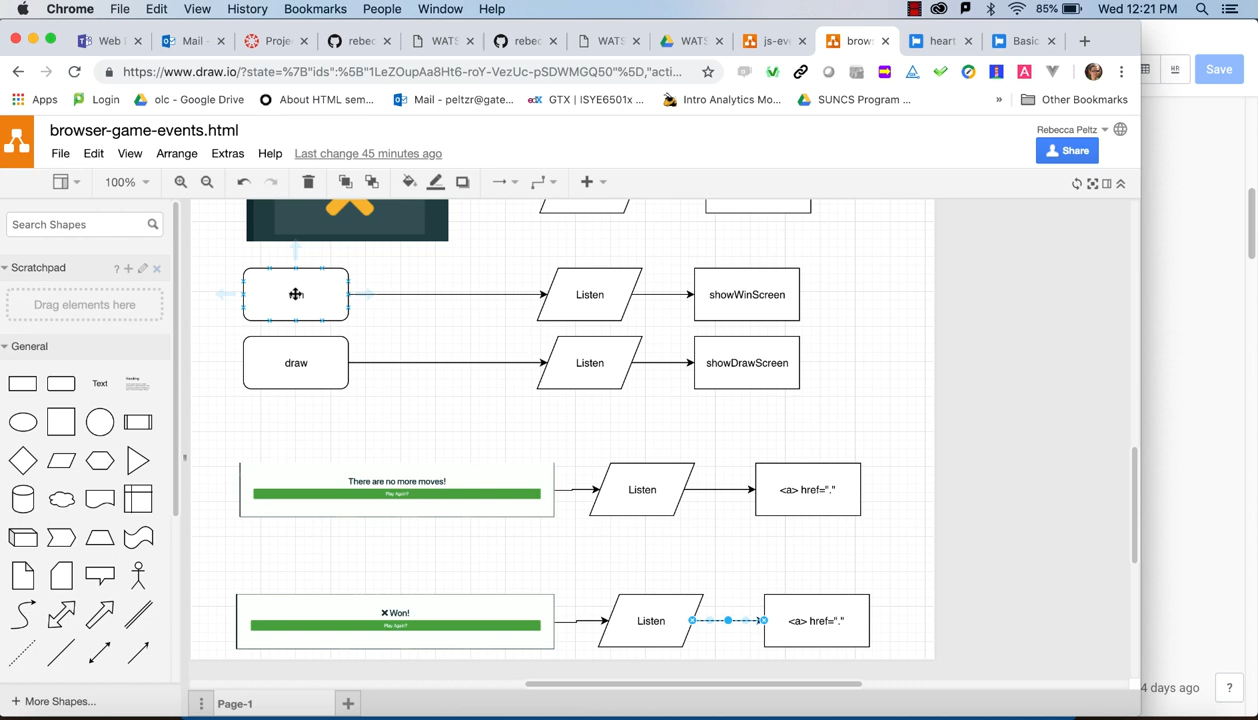 Chrome File Edit View History Bookmarks People Window Help
85% Wed 12:21 PM
Web D Mail - Proje rebec WATS rebec WATS WATS js-ev brow heart Basic
https://www.draw.io/?state=%7B"ids":%5B"1LeZOupAa8Ht6-roY-VezUc-pSDWMGQ50"%5D,"acti...
Save
Apps Login olc - Google Drive About HTML sem... Mail - peltzr@gate... GTX | ISYE6501 x... Intro Analytics Mo... SUNCS Program ... » Other Bookmarks
browser-game-events.html
Rebecca Peltz
File Edit View Arrange Extras Help Last change 45 minutes ago
Share
100%
Search Shapes
Scratchpad
Drag elements here
General
Text
Heading
More Shapes...
Listen
showWinScreen
draw
Listen
showDrawScreen
There are no more moves!
Play Again?
Listen
<a> href="."
Won!
Play Again?
Listen
<a> href="."
Page-1
4 days ago
?